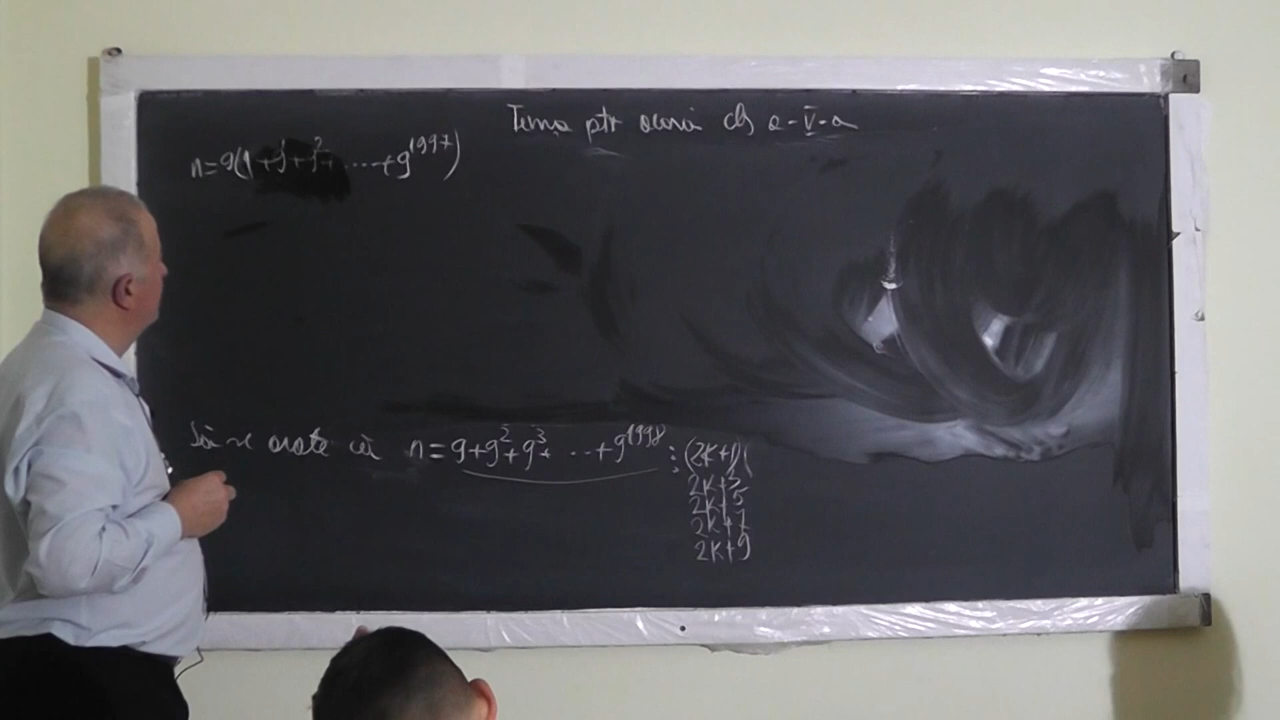 Tema ptr acasă cls a-V-a
n=9(1+9+9²+ ....+9¹⁹⁹⁷)
Să se arate că n=9+9²+9³+ ...+9¹⁹⁹⁸ ⋮ (2K+1)(
2K+3
2K+5
2K+7
2K+9